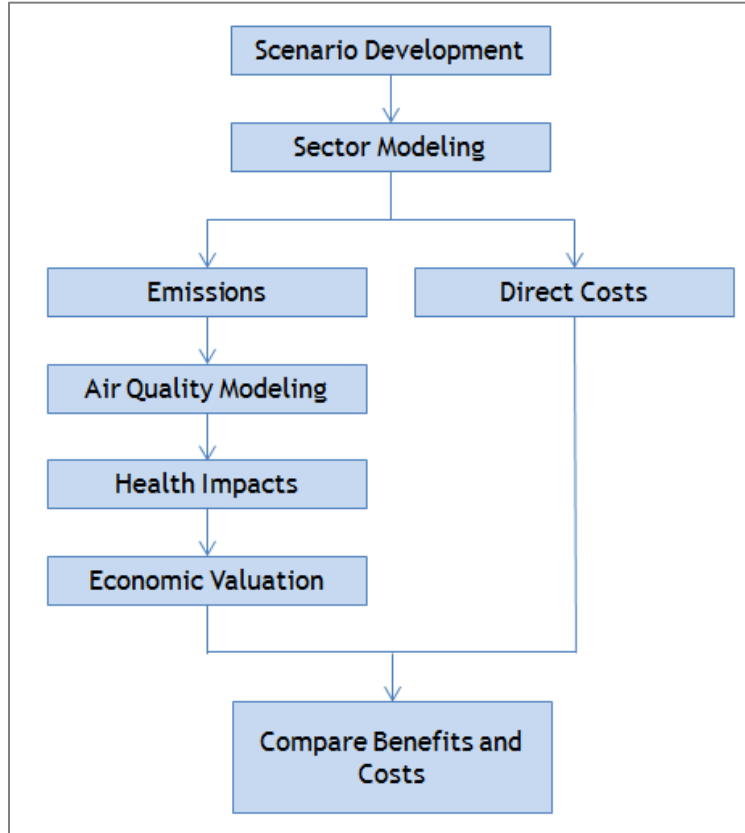 Scenario Development
Sector Modeling
Emissions
Direct Costs
Air Quality Modeling
Health Impacts
Economic Valuation
Compare Benefits and
Costs